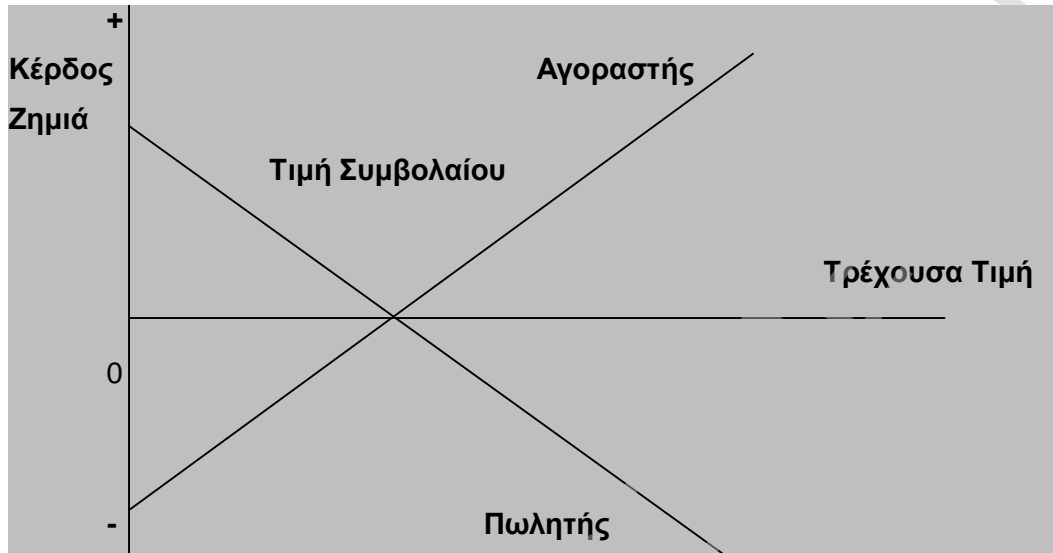 +
Κέρδος
Αγοραστής
Ζημιά
Τιμή Συμβολαίου
Τρέχουσα Τιμή
0
-
Πωλητής